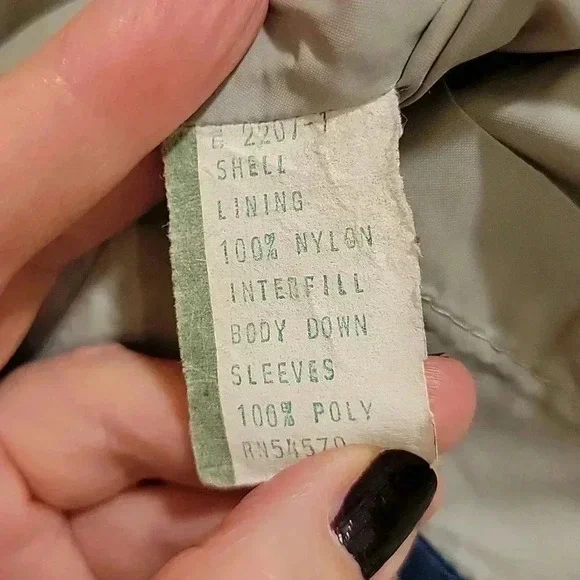 2207-1
SHELL
LINING
100% NYLON
INTERFILL
BODY DOWN
SLEEVES
100% POLY
RN54570